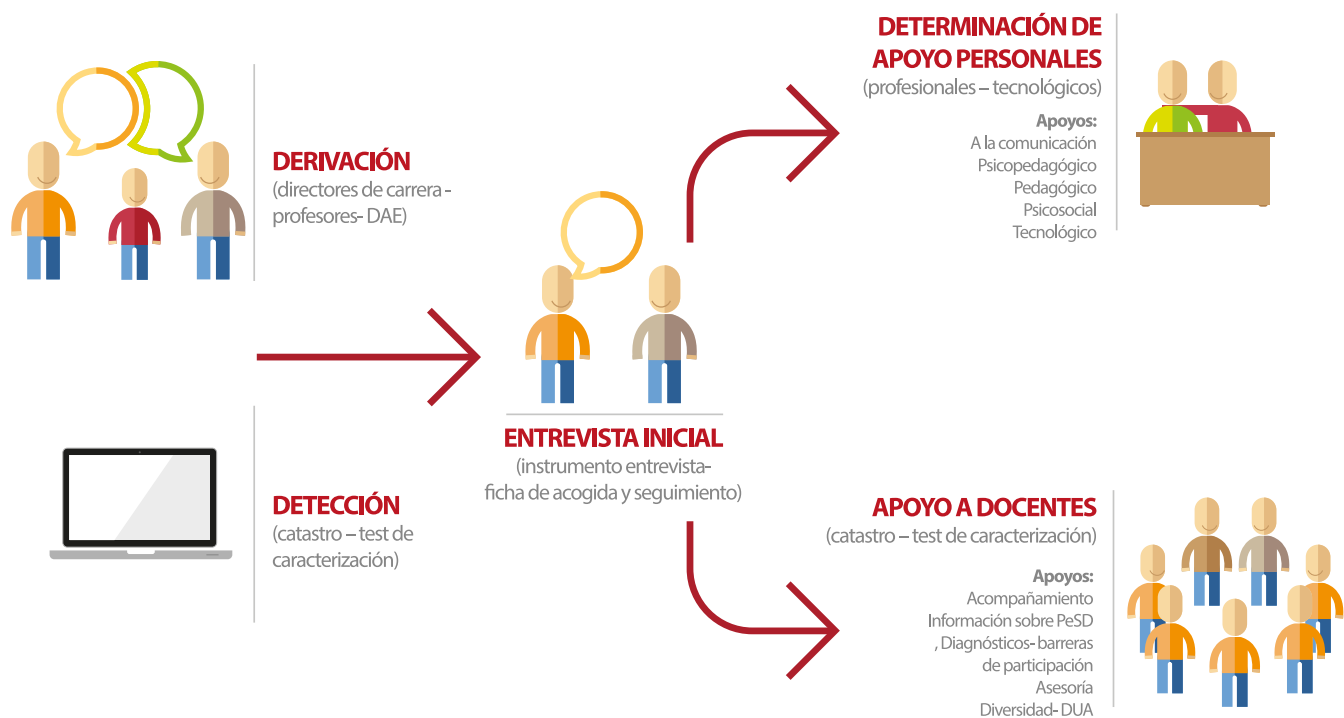 DERIVACIÓN
(directores de carrera -
profesores- DAE)
DETECCIÓN
(catastro – test de
caracterización)
ENTREVISTA INICIAL
(instrumento entrevista-
ficha de acogida y seguimiento)
DETERMINACIÓN DE
APOYO PERSONALES
(profesionales – tecnológicos)
Apoyos:
A la comunicación
Psicopedagógico
Pedagógico
Psicosocial
Tecnológico
APOYO A DOCENTES
(catastro – test de caracterización)
Apoyos:
Acompañamiento
Información sobre PeSD
, Diagnósticos- barreras
de participación
Asesoría
Diversidad- DUA